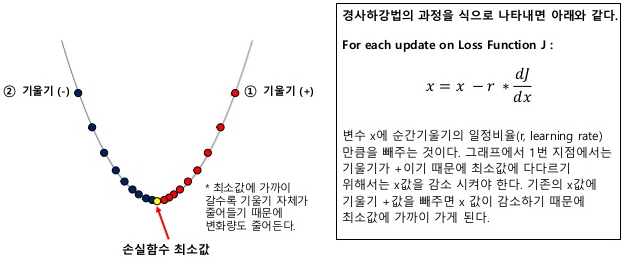 ② 기울기 (-)
① 기울기 (+)
* 최소값에 가까이
갈수록 기울기 자체가
줄어들기 때문에
변화량도 줄어든다.
손실함수 최소값
경사하강법의 과정을 식으로 나타내면 아래와 같다.
For each update on Loss Function J :
x = x − r * dJ/dx
변수 x에 순간기울기의 일정비율(r, learning rate)
만큼을 빼주는 것이다. 그래프에서 1번 지점에서는
기울기가 +이기 때문에 최소값에 다다르기
위해서는 x값을 감소 시켜야 한다. 기존의 x값에
기울기 +값을 빼주면 x 값이 감소하기 때문에
최소값에 가까이 가게 된다.